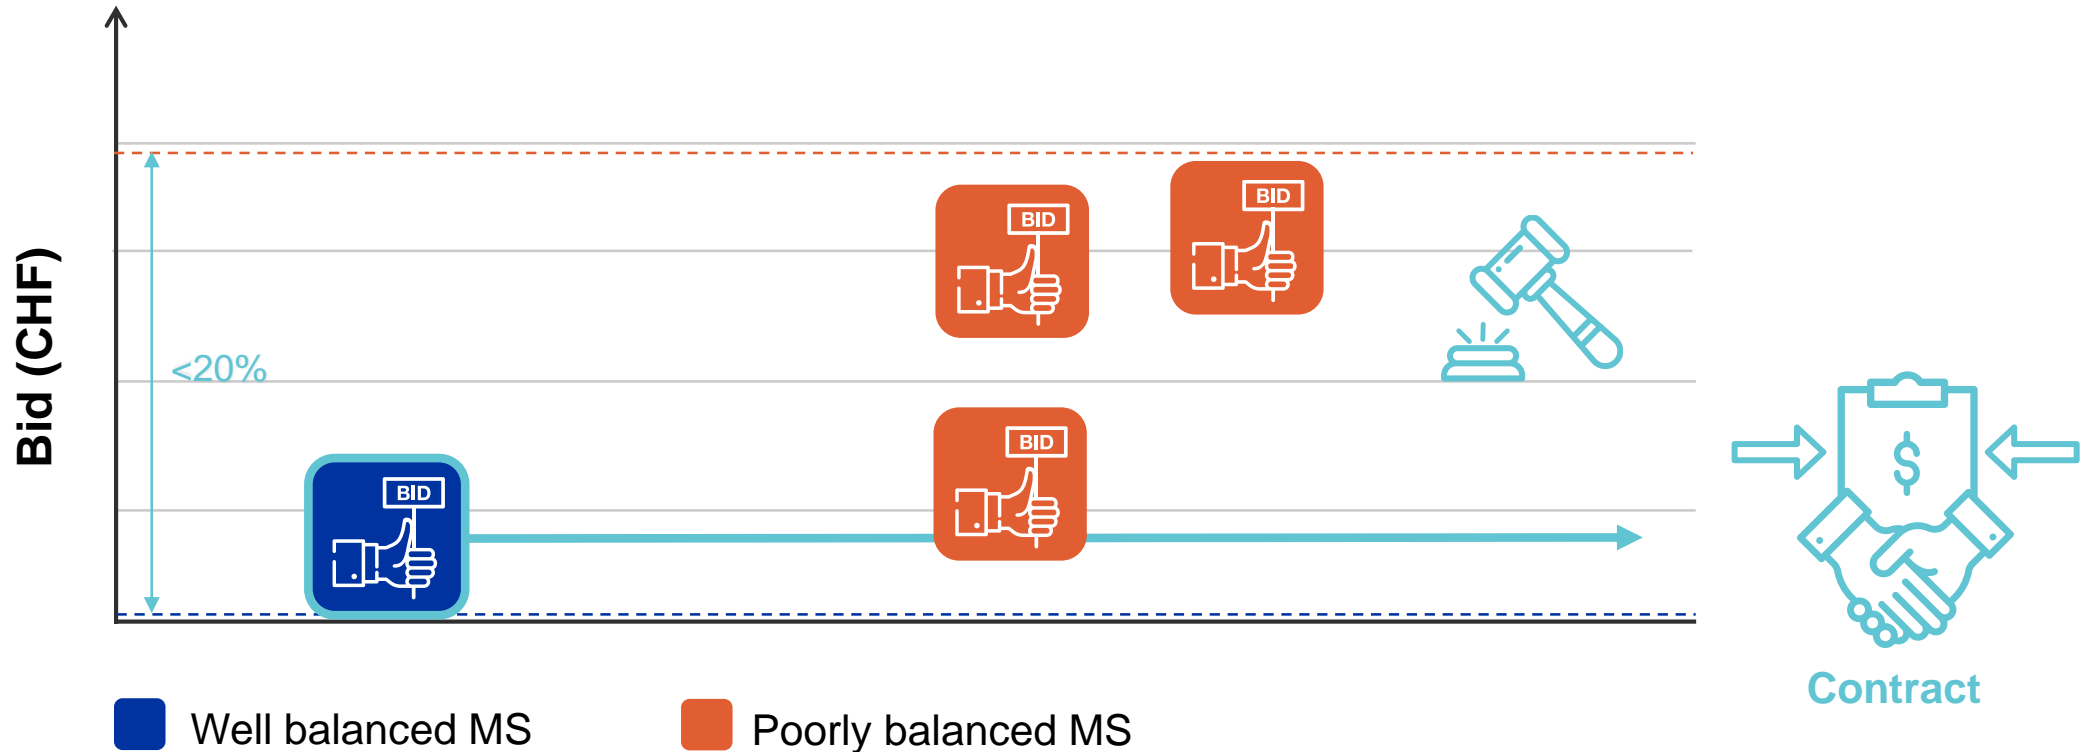 BID
BID
Bid (CHF)
<20%
BID
BID
$
Contract
Well balanced MS
Poorly balanced MS